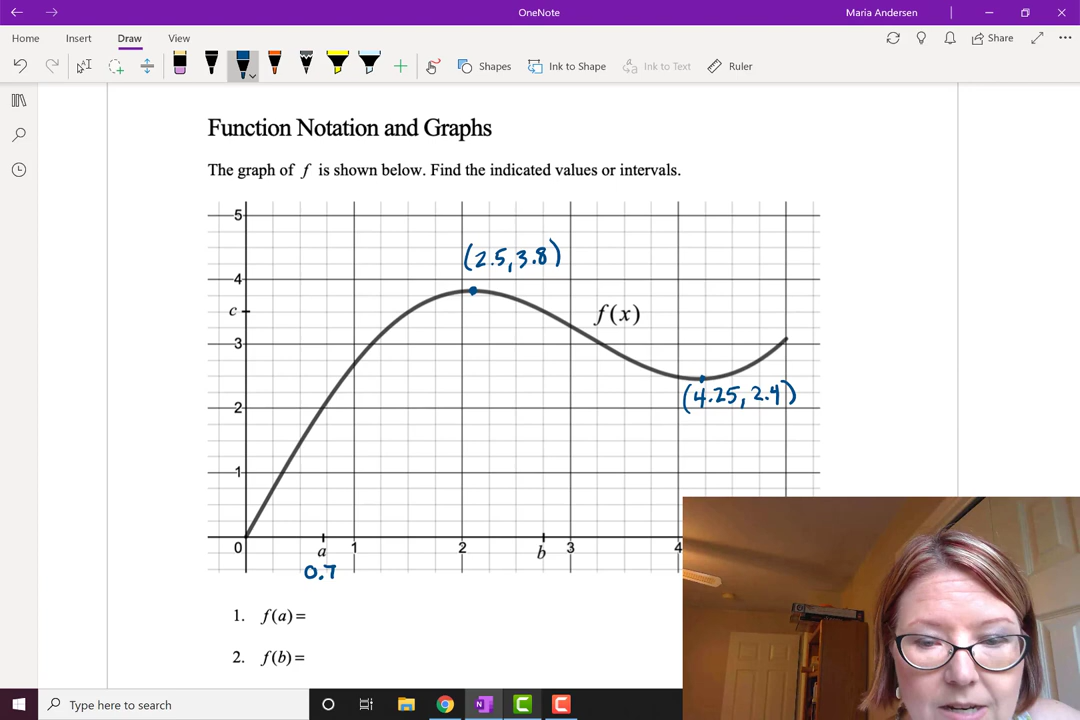 OneNote
Maria Andersen
Home
Insert
Draw
View
Share
Shapes
Ink to Shape
Ink to Text
Ruler
Function Notation and Graphs
The graph of f is shown below. Find the indicated values or intervals.
5
(2.5, 3.8)
4
c
f(x)
3
(4.25, 2.4)
2
1
0 a 1 2 b 3 4
0.7
1. f(a)=
2. f(b)=
Type here to search